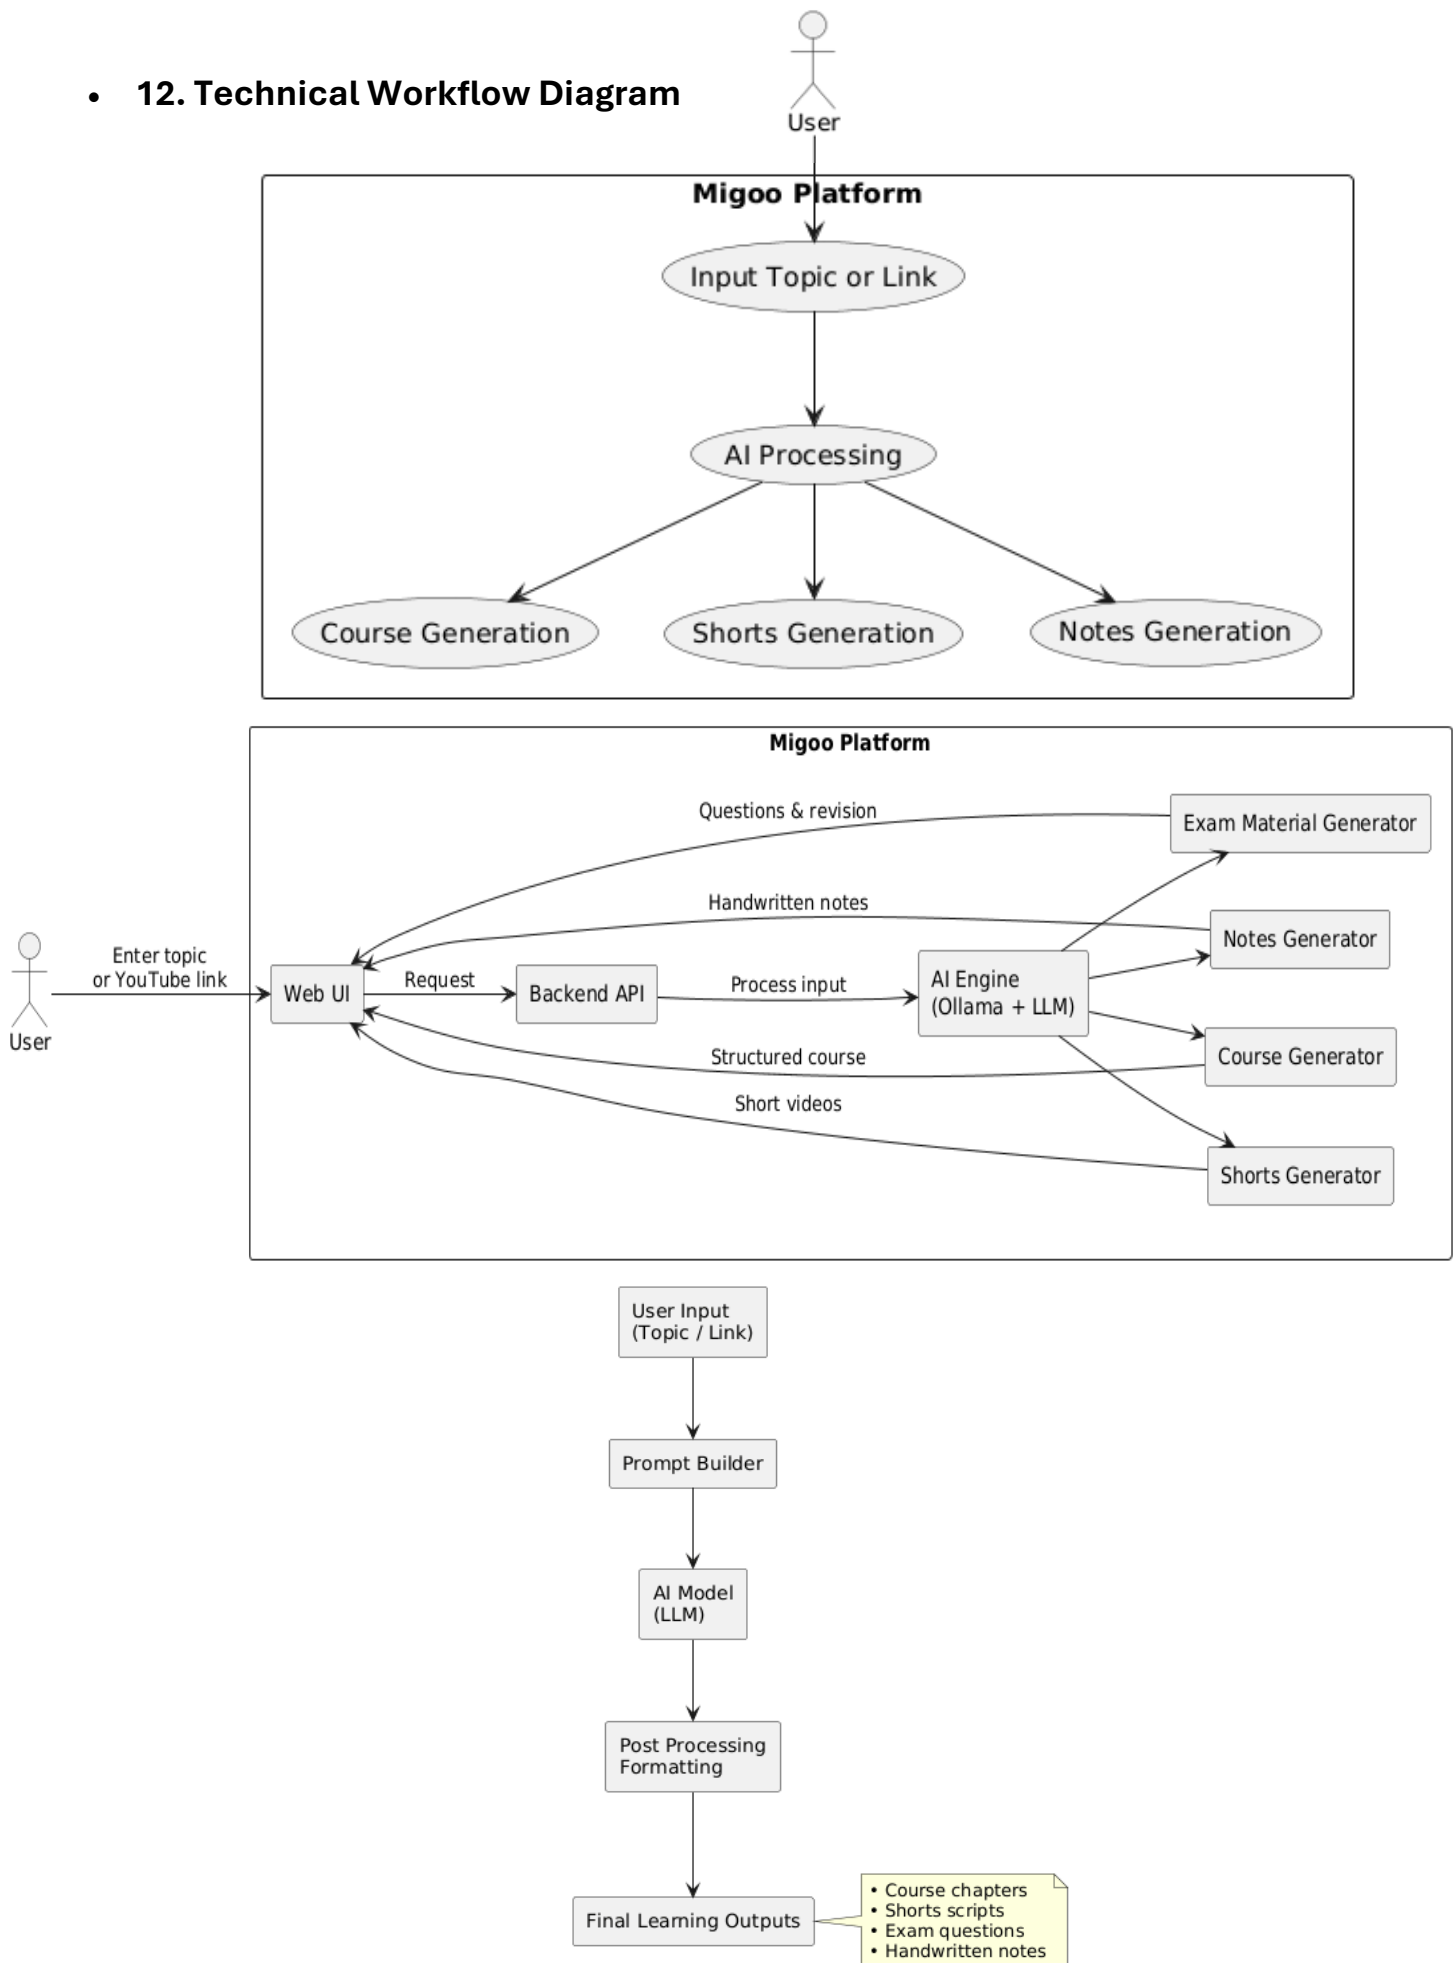 • 12. Technical Workflow Diagram
User
Migoo Platform
Input Topic or Link
AI Processing
Course Generation
Shorts Generation
Notes Generation
Migoo Platform
Questions & revision
Exam Material Generator
Handwritten notes
Notes Generator
Enter topic
or YouTube link
User
Web UI
Request
Backend API
Process input
AI Engine
(Ollama + LLM)
Structured course
Course Generator
Short videos
Shorts Generator
User Input
(Topic / Link)
Prompt Builder
AI Model
(LLM)
Post Processing
Formatting
Final Learning Outputs
• Course chapters
• Shorts scripts
• Exam questions
• Handwritten notes